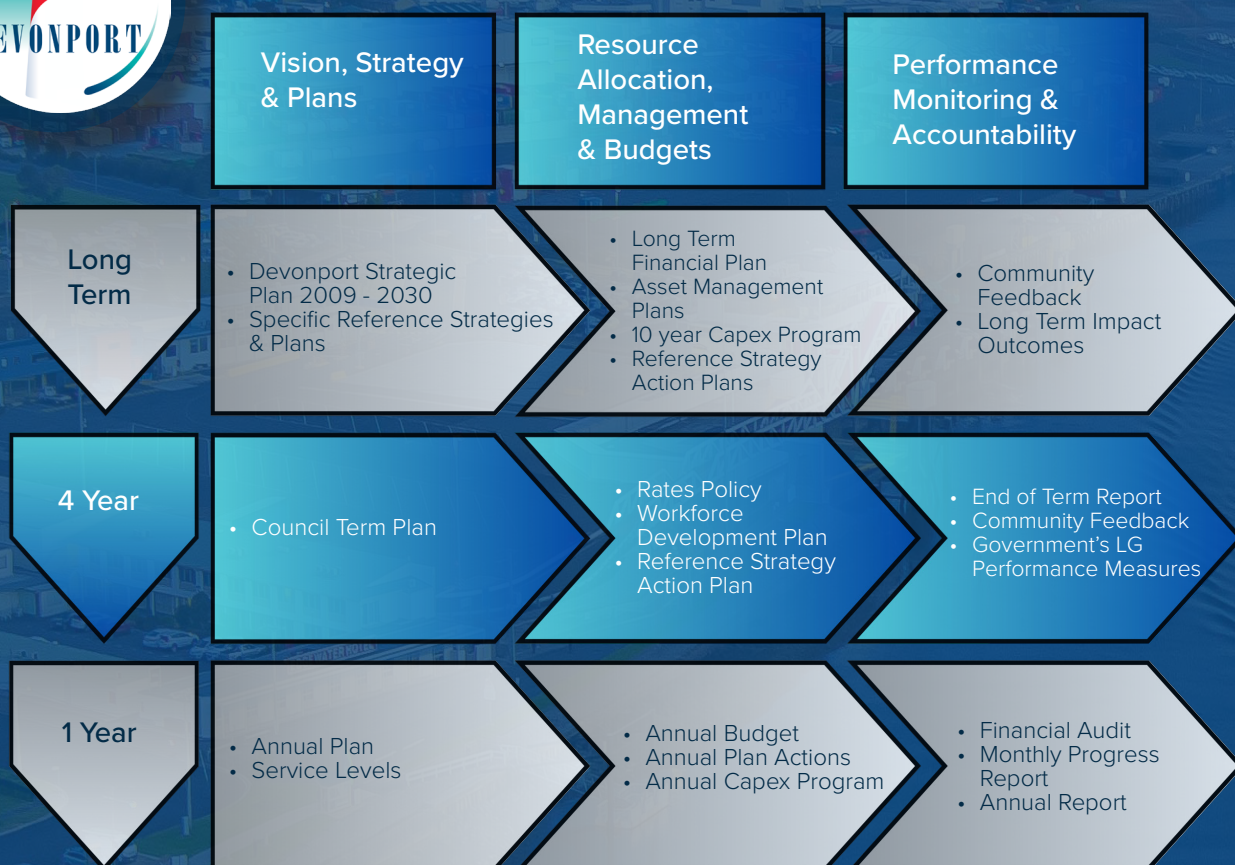 EVONPORT
Vision, Strategy
& Plans
Resource
Allocation,
Management
& Budgets
Performance
Monitoring &
Accountability
Long
Term
• Devonport Strategic
Plan 2009 - 2030
• Specific Reference Strategies
& Plans
• Long Term
Financial Plan
• Asset Management
Plans
• 10 year Capex Program
• Reference Strategy
Action Plans
• Community
Feedback
• Long Term Impact
Outcomes
4 Year
• Council Term Plan
• Rates Policy
• Workforce
Development Plan
• Reference Strategy
Action Plan
• End of Term Report
• Community Feedback
• Government's LG
Performance Measures
1 Year
• Annual Plan
• Service Levels
• Annual Budget
• Annual Plan Actions
• Annual Capex Program
• Financial Audit
• Monthly Progress
Report
• Annual Report